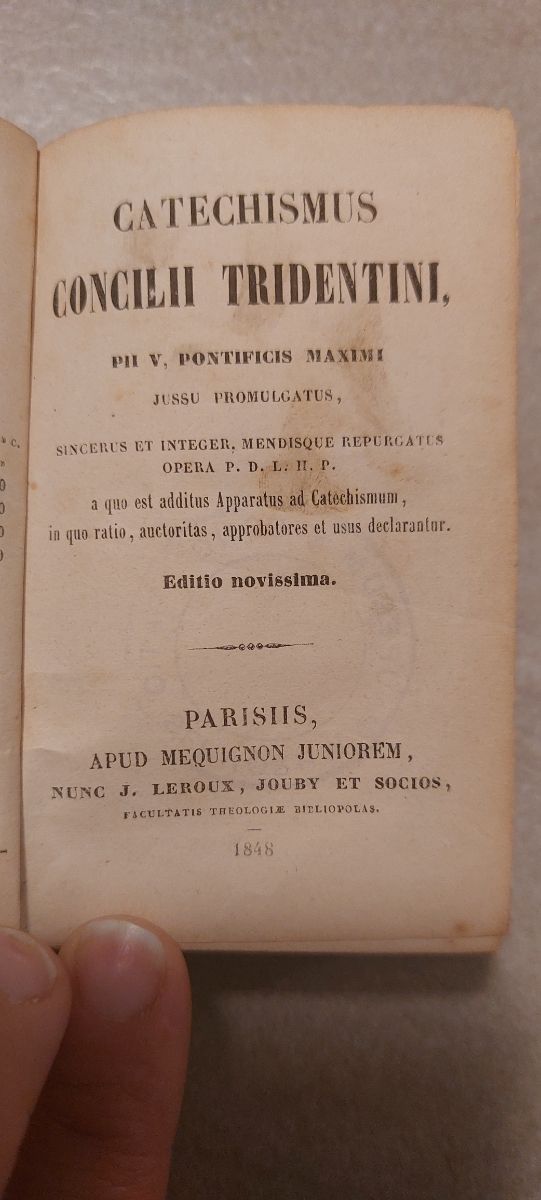 CATECHISMUS
CONCILII TRIDENTINI,
PII V, PONTIFICIS MAXIMI
JUSSU PROMULGATUS,
SINCERUS ET INTEGER, MENDISQUE REPURGATUS
OPERA P. D. L. H. P.
a quo est additus Apparatus ad Catechismum,
in quo ratio, auctoritas, approbatores et usus declarantur.
Editio novissima.
PARISIIS,
APUD MEQUIGNON JUNIOREM,
NUNC J. LEROUX, JOUBY ET SOCIOS,
FACULTATIS THEOLOGIÆ BIBLIOPOLAS.
1848